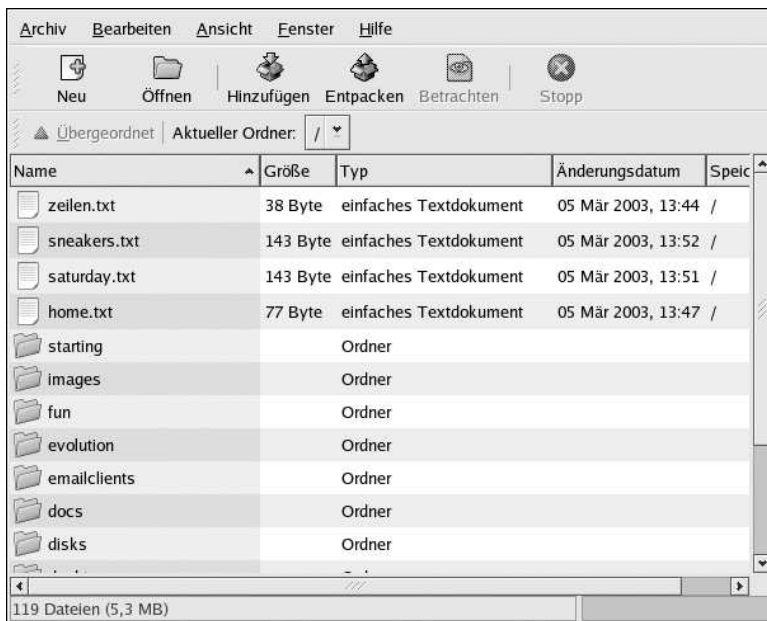 Archiv Bearbeiten Ansicht Fenster Hilfe
Neu Öffnen Hinzufügen Entpacken Betrachten Stopp
Übergeordnet Aktueller Ordner: /
Name Größe Typ Änderungsdatum Speic
zeilen.txt 38 Byte einfaches Textdokument 05 Mär 2003, 13:44 /
sneakers.txt 143 Byte einfaches Textdokument 05 Mär 2003, 13:52 /
saturday.txt 143 Byte einfaches Textdokument 05 Mär 2003, 13:51 /
home.txt 77 Byte einfaches Textdokument 05 Mär 2003, 13:47 /
starting Ordner
images Ordner
fun Ordner
evolution Ordner
emailclients Ordner
docs Ordner
disks Ordner
119 Dateien (5,3 MB)